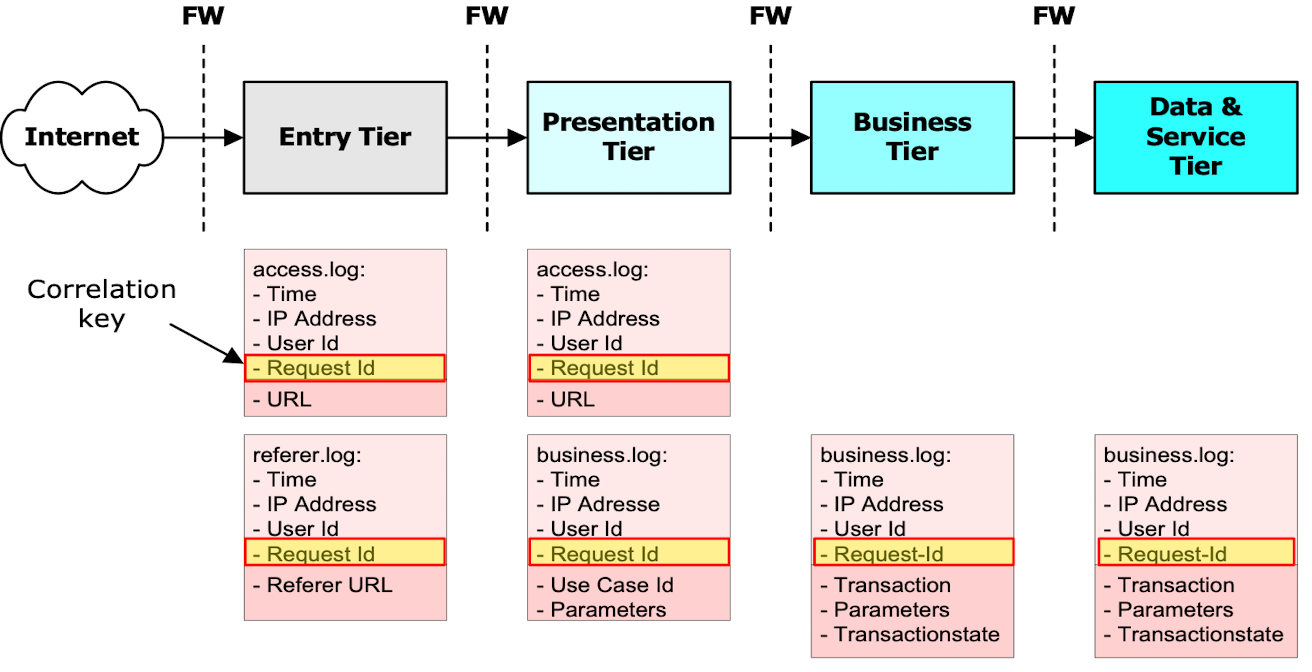 FW
FW
FW
FW
Internet
Entry Tier
Presentation
Tier
Business
Tier
Data &
Service
Tier
Correlation
key
access.log:
- Time
- IP Address
- User Id
- Request Id
- URL
access.log:
- Time
- IP Address
- User Id
- Request Id
- URL
referer.log:
- Time
- IP Address
- User Id
- Request Id
- Referer URL
business.log:
- Time
- IP Adresse
- User Id
- Request Id
- Use Case Id
- Parameters
business.log:
- Time
- IP Address
- User Id
- Request-Id
- Transaction
- Parameters
- Transactionstate
business.log:
- Time
- IP Address
- User Id
- Request-Id
- Transaction
- Parameters
- Transactionstate